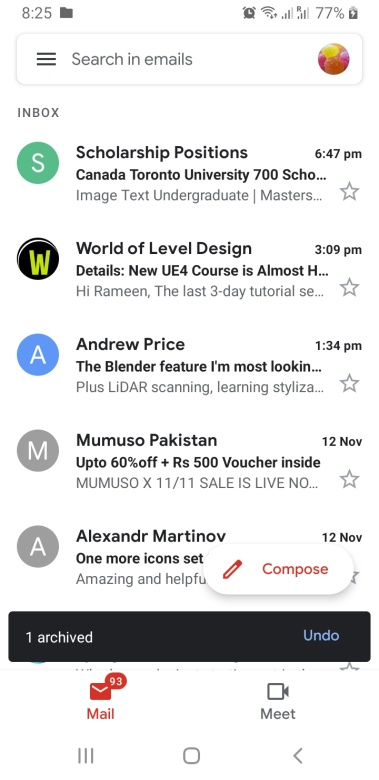 8:25
R
77%
Search in emails
INBOX
S
Scholarship Positions 6:47 pm
Canada Toronto University 700 Scho...
Image Text Undergraduate | Masters...
W
World of Level Design 3:09 pm
Details: New UE4 Course is Almost H...
Hi Rameen, The last 3-day tutorial se...
A
Andrew Price 1:34 pm
The Blender feature I'm most lookin...
Plus LiDAR scanning, learning styliza...
M
Mumuso Pakistan 12 Nov
Upto 60%off + Rs 500 Voucher inside
MUMUSO X 11/11 SALE IS LIVE NO...
A
Alexandr Martinov 12 Nov
One more icons set
Amazing and helpfu
Compose
1 archived Undo
93
Mail Meet